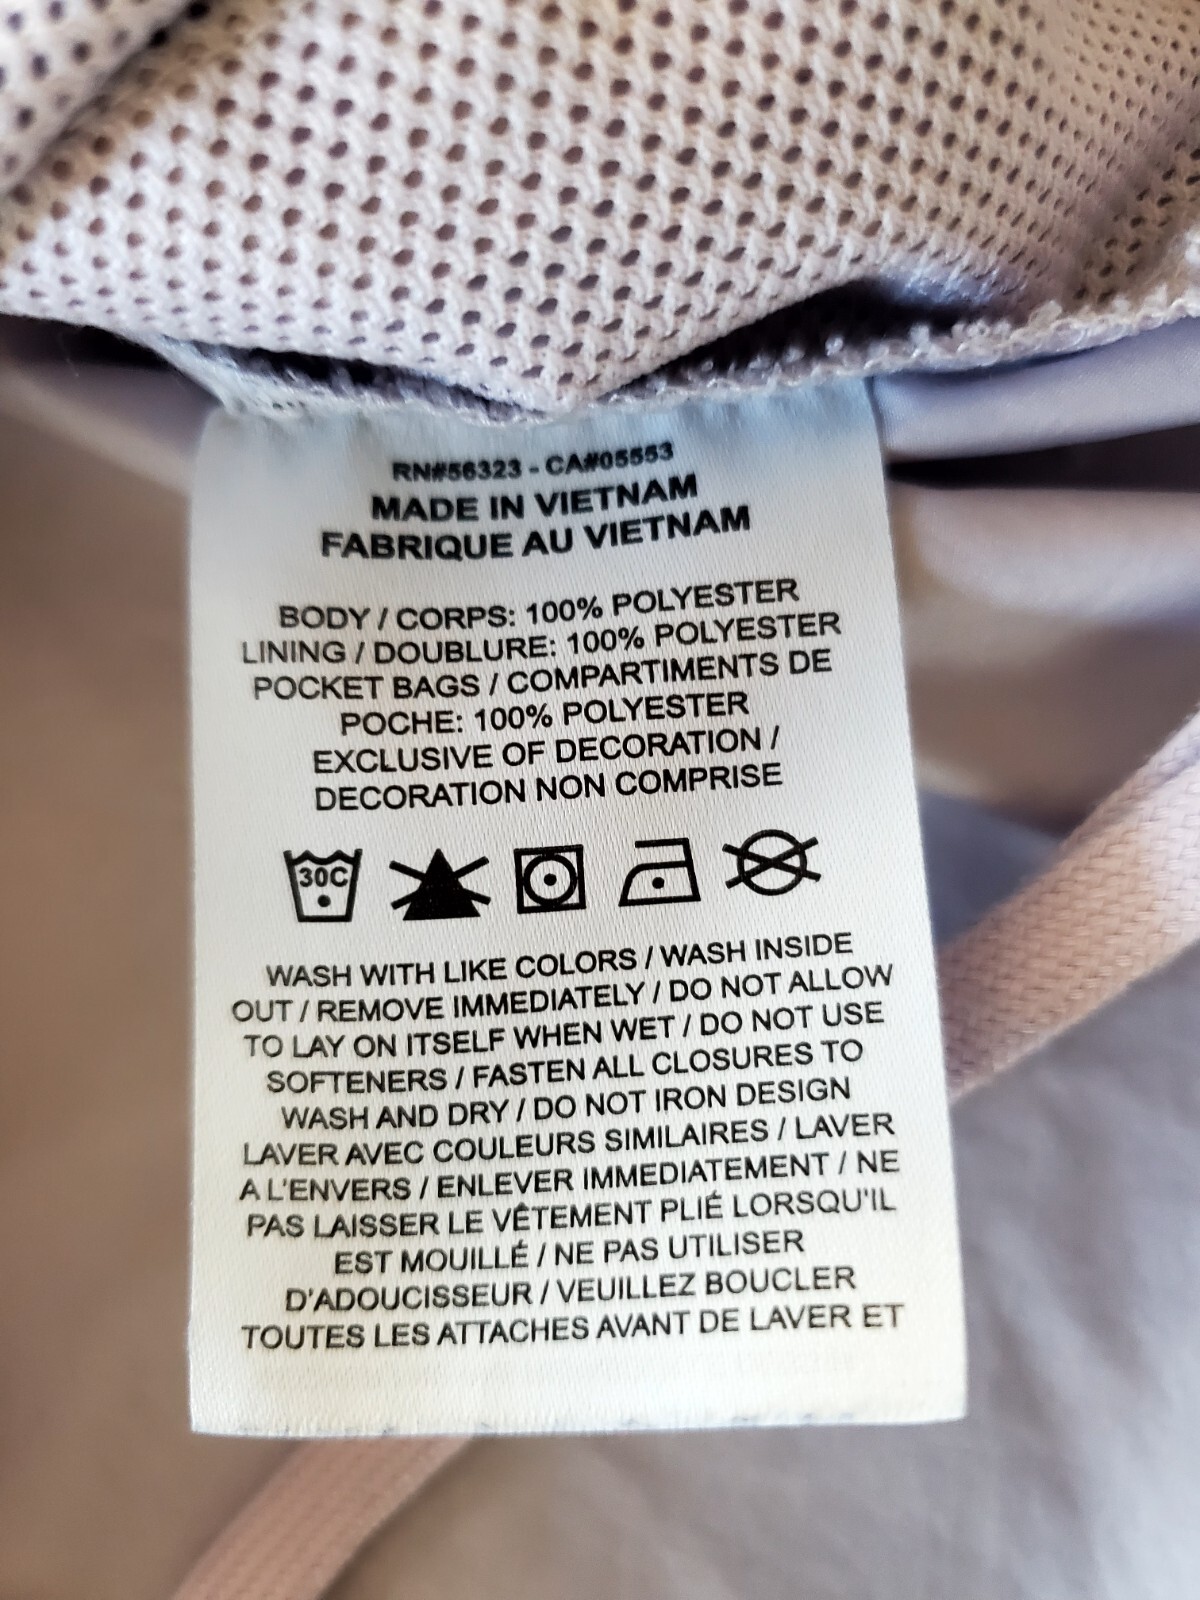 RN#56323 - CA#05553
MADE IN VIETNAM
FABRIQUE AU VIETNAM
BODY / CORPS: 100% POLYESTER
LINING / DOUBLURE: 100% POLYESTER
POCKET BAGS / COMPARTIMENTS DE
POCHE: 100% POLYESTER
EXCLUSIVE OF DECORATION /
DECORATION NON COMPRISE
30C
WASH WITH LIKE COLORS / WASH INSIDE
OUT / REMOVE IMMEDIATELY / DO NOT ALLOW
TO LAY ON ITSELF WHEN WET / DO NOT USE
SOFTENERS / FASTEN ALL CLOSURES TO
WASH AND DRY / DO NOT IRON DESIGN
LAVER AVEC COULEURS SIMILAIRES / LAVER
A L'ENVERS / ENLEVER IMMEDIATEMENT / NE
PAS LAISSER LE VÊTEMENT PLIÉ LORSQU'IL
EST MOUILLÉ / NE PAS UTILISER
D'ADOUCISSEUR / VEUILLEZ BOUCLER
TOUTES LES ATTACHES AVANT DE LAVER ET